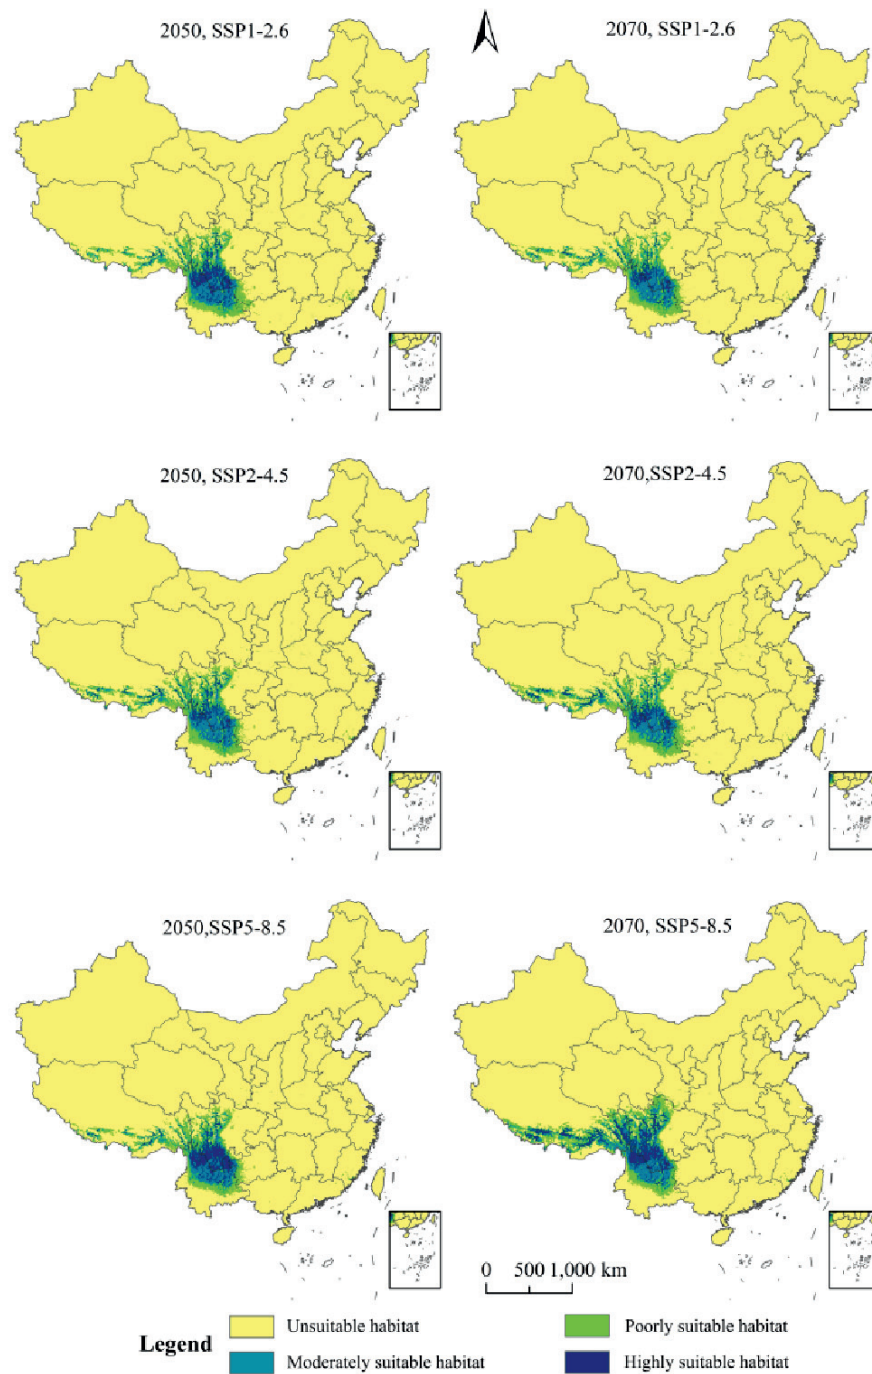 2050, SSP1-2.6
2070, SSP1-2.6
2050, SSP2-4.5
2070,SSP2-4.5
2050,SSP5-8.5
2070, SSP5-8.5
0 500 1,000 km
Legend
Unsuitable habitat
Poorly suitable habitat
Moderately suitable habitat
Highly suitable habitat